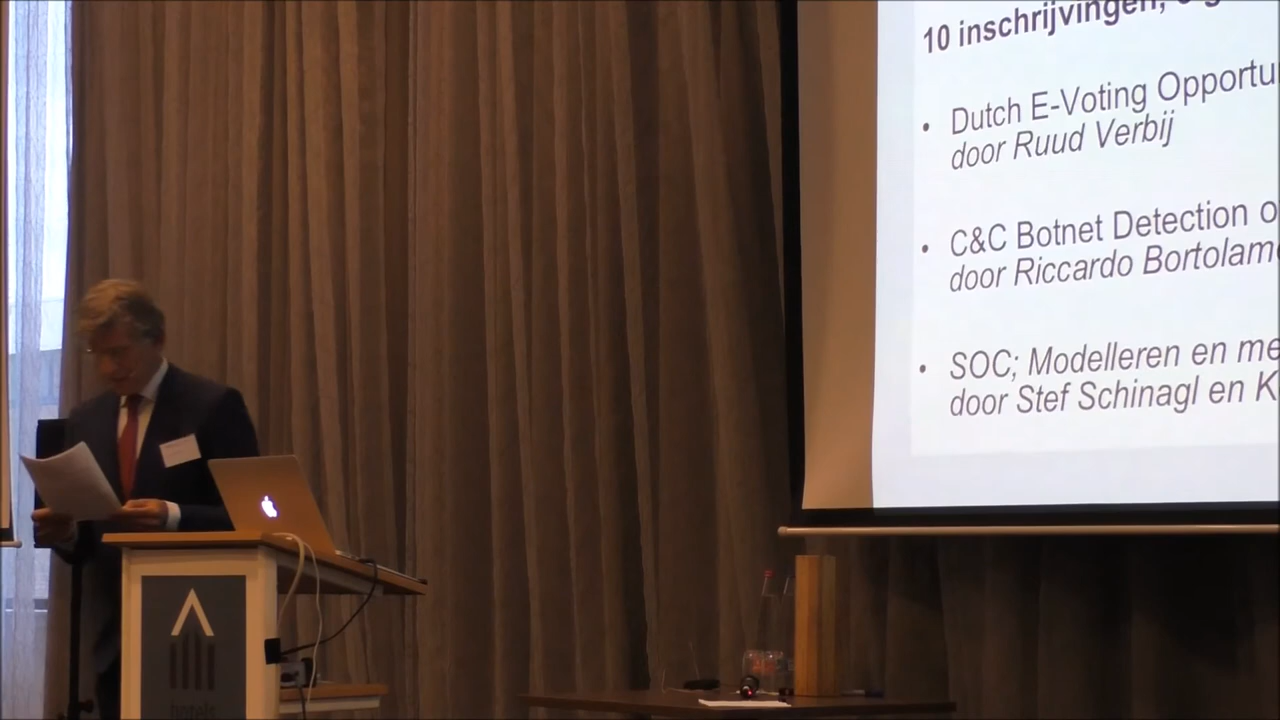 10 inschrijvingen,
• Dutch E-Voting Opportu
door Ruud Verbij
• C&C Botnet Detection o
door Riccardo Bortolam
• SOC; Modelleren en me
door Stef Schinagl en K
hotels